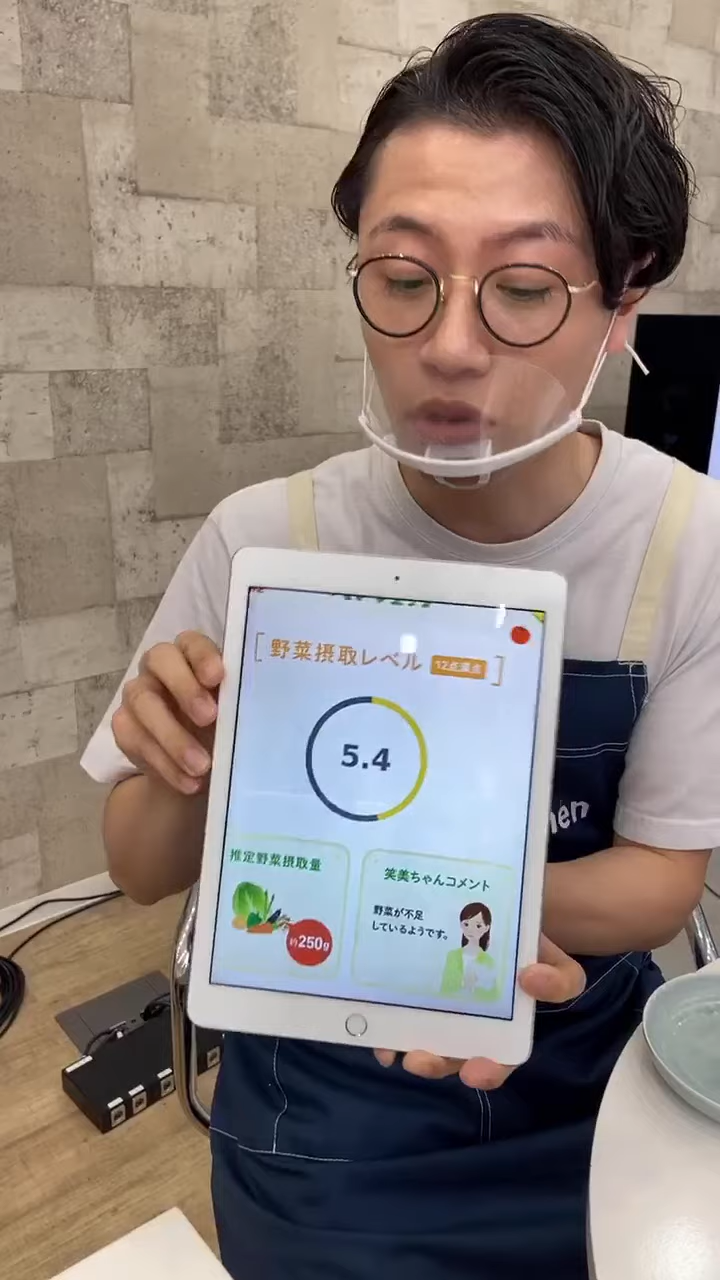 野菜摂取レベル 12点満点
5.4
推定野菜摂取量
約250g
笑美ちゃんコメント
野菜が不足
しているようです。